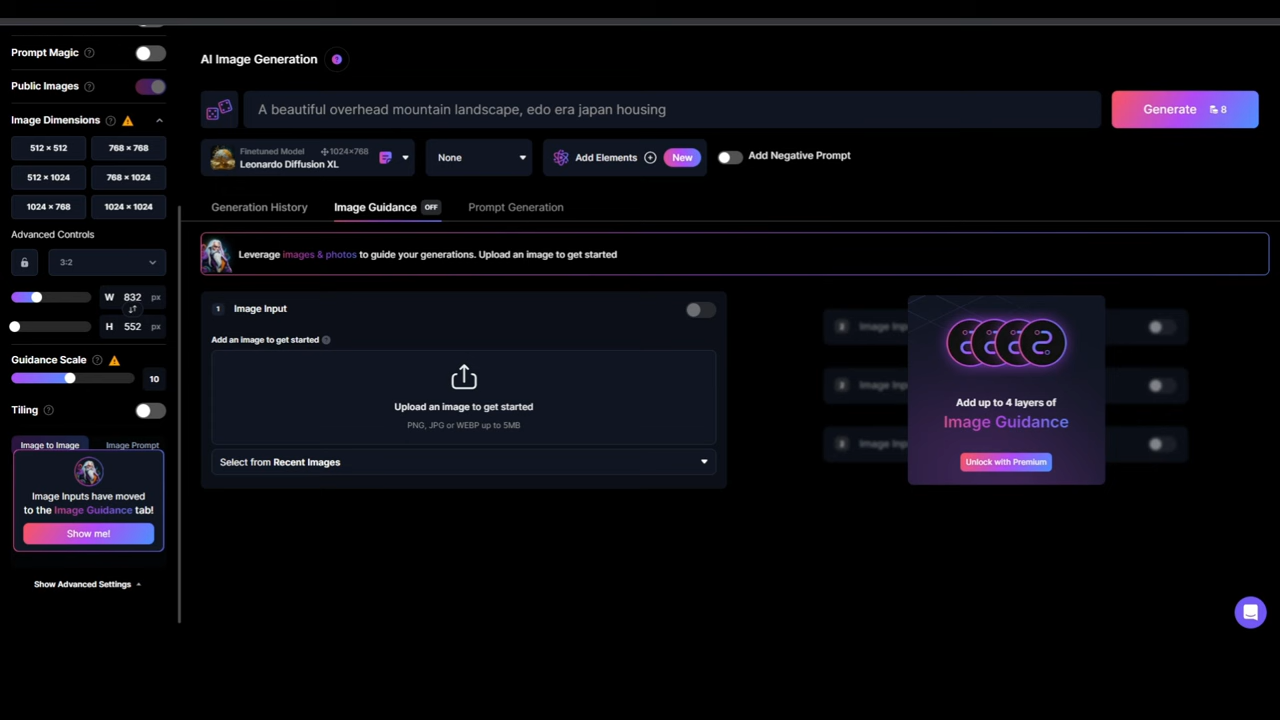 Prompt Magic
Public Images
Image Dimensions
512 × 512
768 × 768
512 × 1024
768 × 1024
1024 × 768
1024 × 1024
Advanced Controls
3:2
W 832 px
H 552 px
Guidance Scale
10
Tiling
Image to Image
Image Prompt
Image Inputs have moved
to the Image Guidance tab!
Show me!
Show Advanced Settings
AI Image Generation
A beautiful overhead mountain landscape, edo era japan housing
Generate 8
Finetuned Model 1024×768
Leonardo Diffusion XL
None
Add Elements
New
Add Negative Prompt
Generation History
Image Guidance OFF
Prompt Generation
Leverage images & photos to guide your generations. Upload an image to get started
1 Image Input
Add an image to get started
Upload an image to get started
PNG, JPG or WEBP up to 5MB
Select from Recent Images
Image Inp
Image Inp
Image Inp
Add up to 4 layers of
Image Guidance
Unlock with Premium